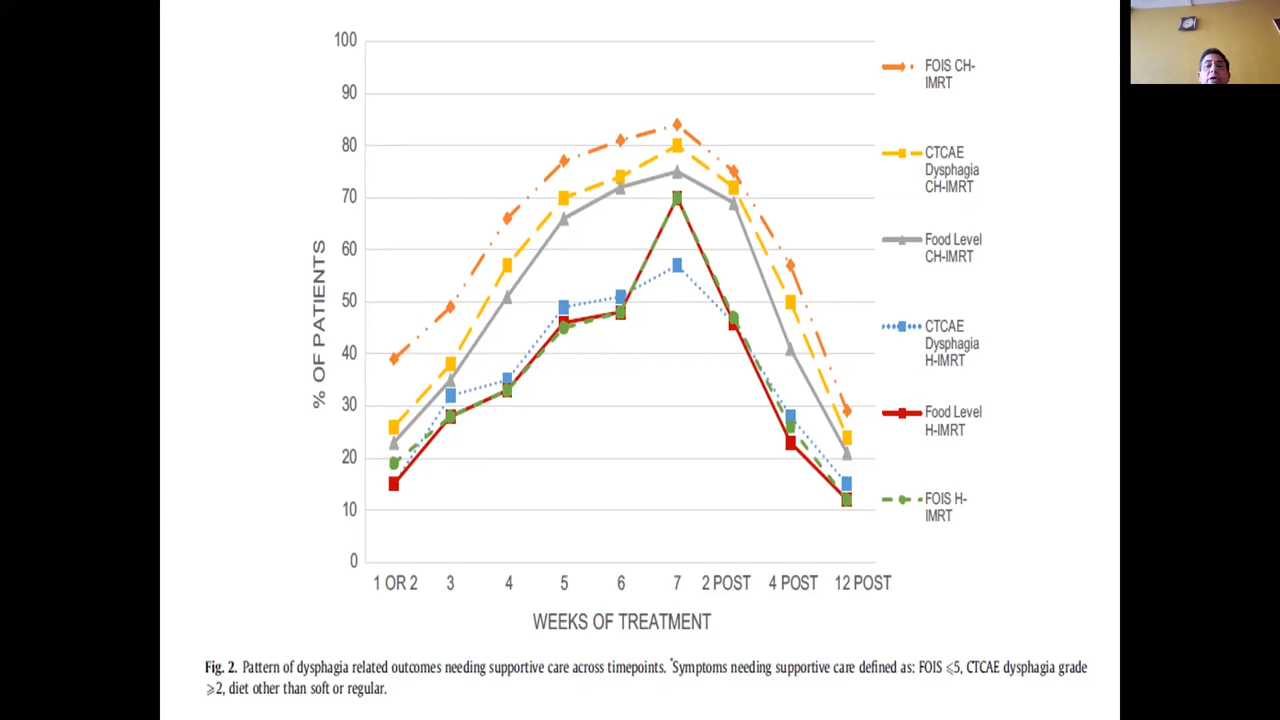 100
90
80
70
60
50
40
30
20
10
0
% OF PATIENTS
1 OR 2
3
4
5
6
7
2 POST
4 POST
12 POST
WEEKS OF TREATMENT
FOIS CH-
IMRT
CTCAE
Dysphagia
CH-IMRT
Food Level
CH-IMRT
CTCAE
Dysphagia
H-IMRT
Food Level
H-IMRT
FOIS H-
IMRT
Fig. 2. Pattern of dysphagia related outcomes needing supportive care across timepoints. *Symptoms needing supportive care defined as: FOIS ⩽5, CTCAE dysphagia grade
⩾2, diet other than soft or regular.